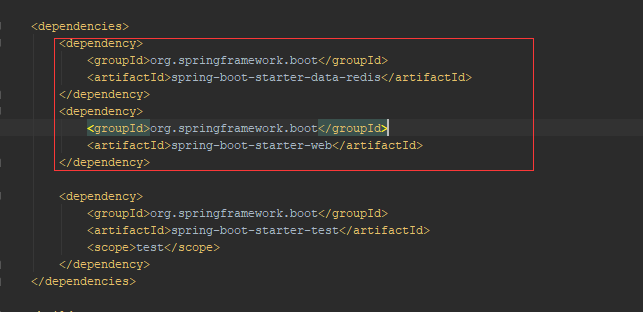 <dependencies>
<dependency>
<groupId>org.springframework.boot</groupId>
<artifactId>spring-boot-starter-data-redis</artifactId>
</dependency>
<dependency>
<groupId>org.springframework.boot</groupId>
<artifactId>spring-boot-starter-web</artifactId>
</dependency>
<dependency>
<groupId>org.springframework.boot</groupId>
<artifactId>spring-boot-starter-test</artifactId>
<scope>test</scope>
</dependency>
</dependencies>